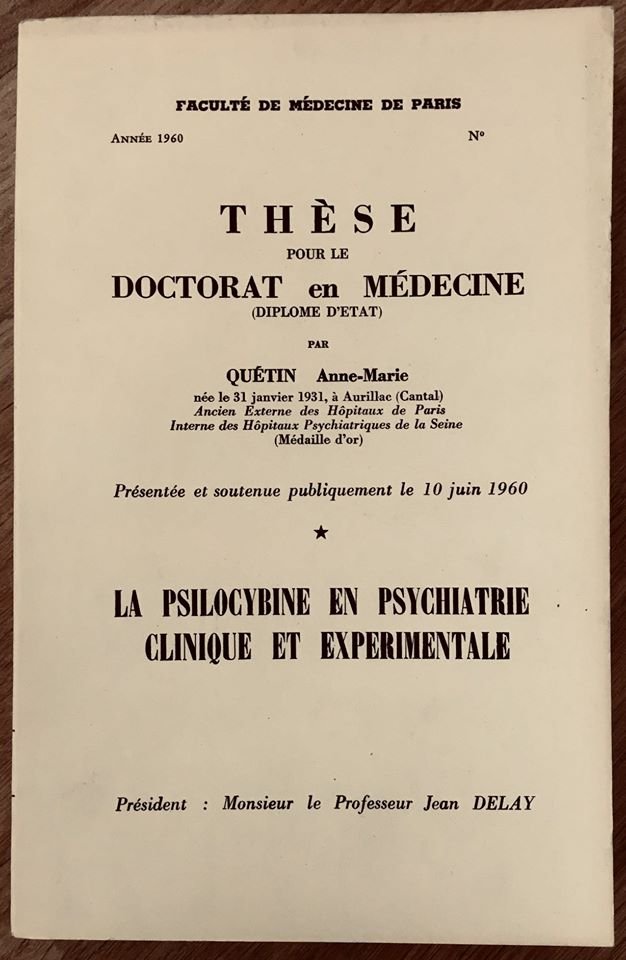 FACULTÉ DE MÉDECINE DE PARIS
ANNÉE 1960 Nº
THÈSE
POUR LE
DOCTORAT en MÉDECINE
(DIPLOME D'ETAT)
PAR
QUÉTIN Anne-Marie
née le 31 janvier 1931, à Aurillac (Cantal)
Ancien Externe des Hôpitaux de Paris
Interne des Hôpitaux Psychiatriques de la Seine
(Médaille d'or)
Présentée et soutenue publiquement le 10 juin 1960
★
LA PSILOCYBINE EN PSYCHIATRIE
CLINIQUE ET EXPERIMENTALE
Président : Monsieur le Professeur Jean DELAY